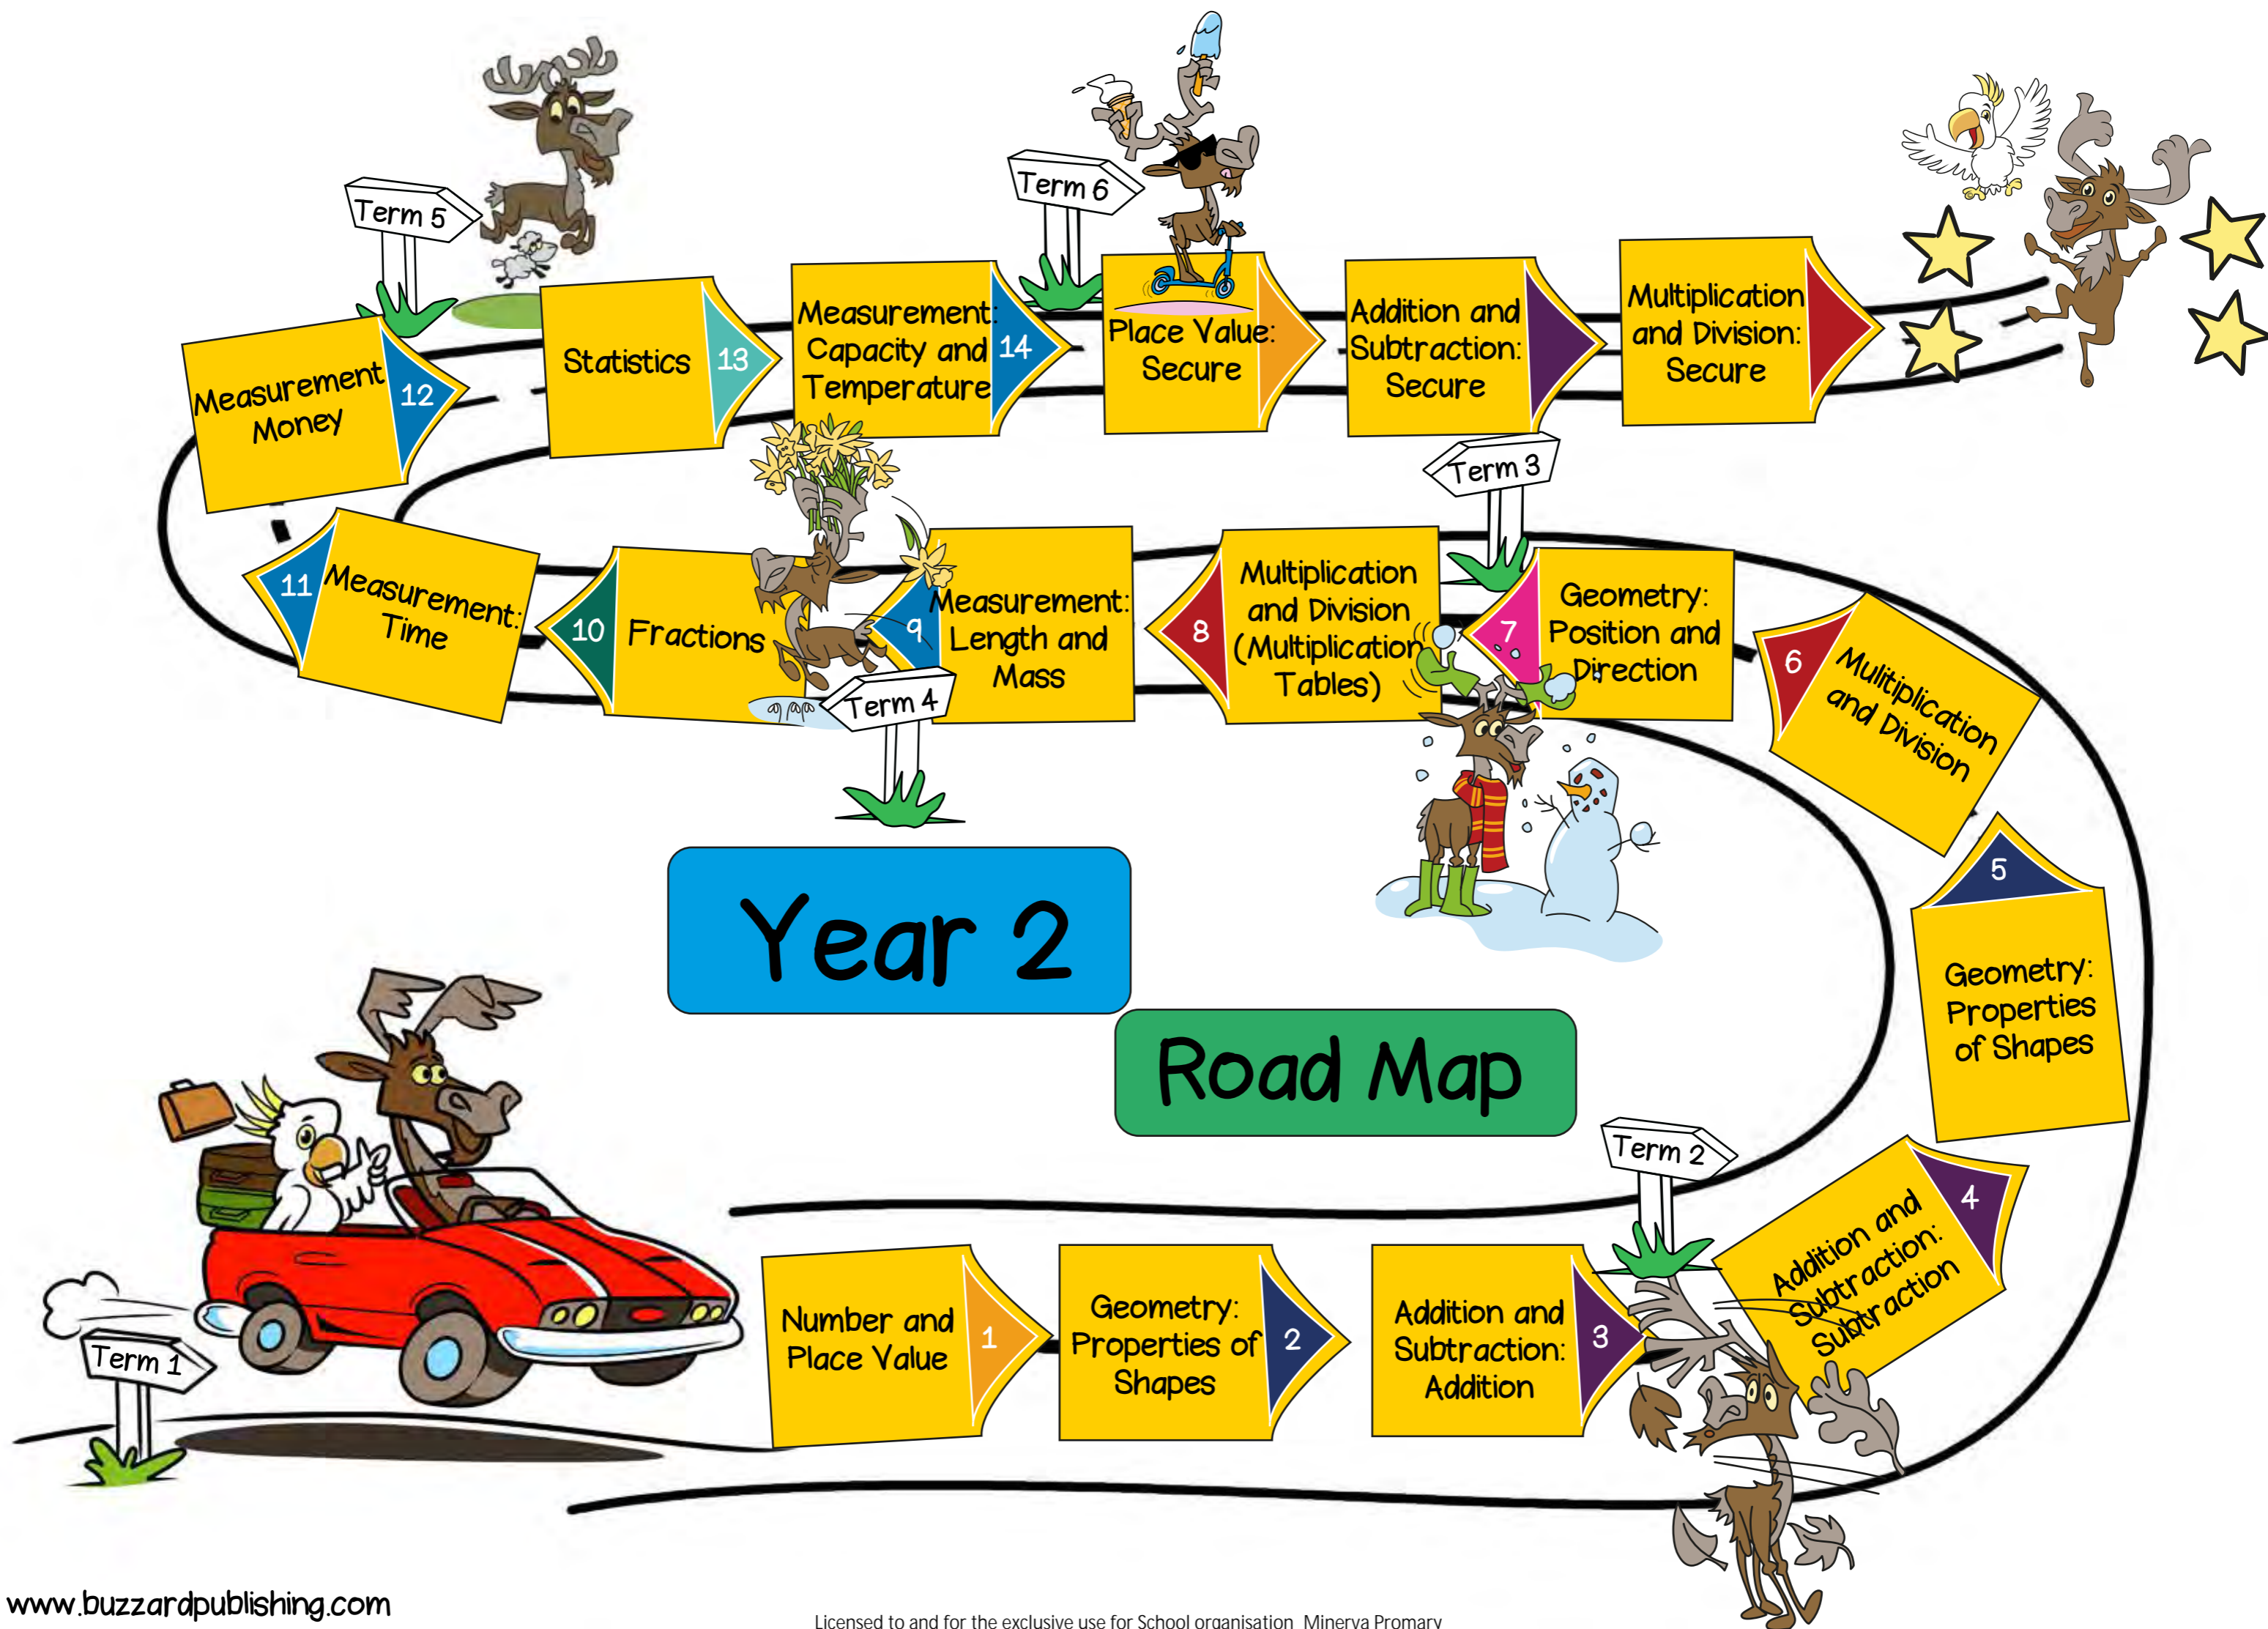 Year 2
Road Map
Term 1
Number and
Place Value
1
Geometry:
Properties of
Shapes
2
Addition and
Subtraction:
Addition
3
Term 2
Addition and
Subtraction:
Subtraction
4
Geometry:
Properties
of Shapes
5
Mulitiplication
and Division
6
Geometry:
Position and
Direction
7
Term 3
Multiplication
and Division
(Multiplication
Tables)
8
Measurement:
Length and
Mass
9
Term 4
Fractions
10
Measurement:
Time
11
Measurement
Money
12
Term 5
Statistics
13
Measurement:
Capacity and
Temperature
14
Term 6
Place Value:
Secure
Addition and
Subtraction:
Secure
Multiplication
and Division:
Secure
www.buzzardpublishing.com
Licensed to and for the exclusive use for School organisation Minerva Promary